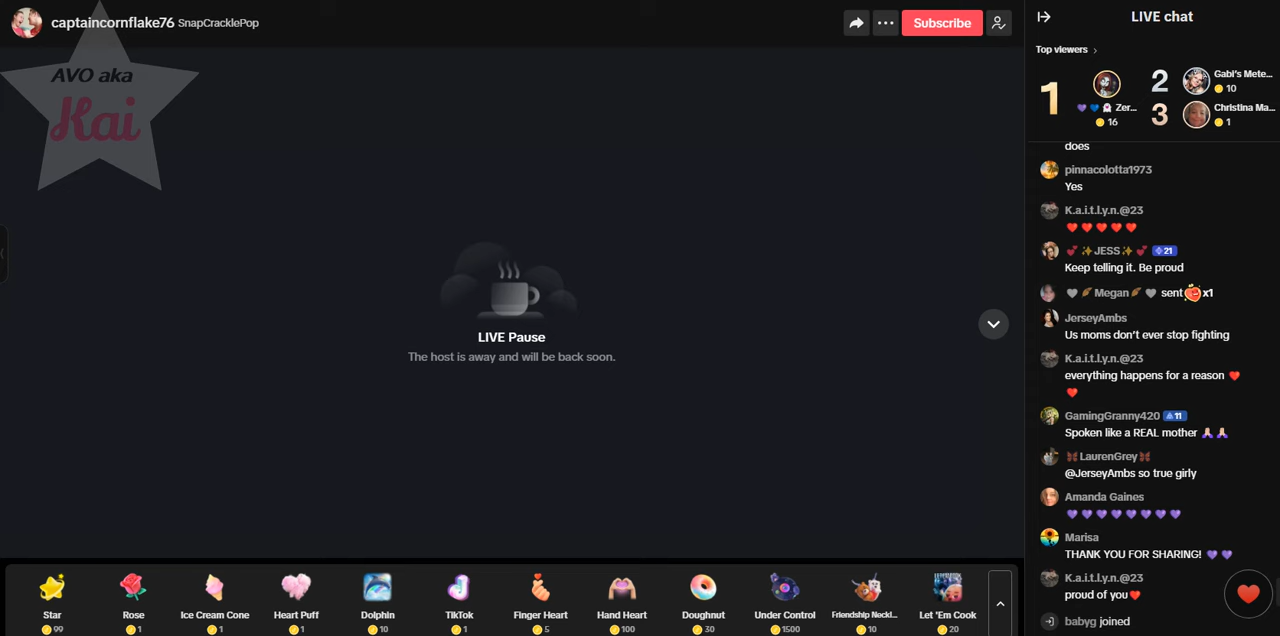 captaincornflake76 SnapCracklePop
Subscribe
AVO aka
Kai
LIVE Pause
The host is away and will be back soon.
Star
99
Rose
1
Ice Cream Cone
1
Heart Puff
1
Dolphin
10
TikTok
1
Finger Heart
5
Hand Heart
100
Doughnut
30
Under Control
1500
Friendship Neckl...
10
Let 'Em Cook
20
LIVE chat
Top viewers
1
💜 💙 👻 Zer...
16
2
Gabi's Mete...
10
3
Christina Ma...
1
does
pinnacolotta1973
Yes
K.a.i.t.l.y.n.@23
❤️ ❤️ ❤️ ❤️ ❤️
💕 ✨JESS✨ 💕 21
Keep telling it. Be proud
🩶 🪶Megan🪶 🩶 sent x1
JerseyAmbs
Us moms don't ever stop fighting
K.a.i.t.l.y.n.@23
everything happens for a reason ❤️
❤️
GamingGranny420 11
Spoken like a REAL mother 🙏🏻 🙏🏻
🦋LaurenGrey🦋
@JerseyAmbs so true girly
Amanda Gaines
💜 💜 💜 💜 💜 💜 💜 💜
Marisa
THANK YOU FOR SHARING! 💜 💜
K.a.i.t.l.y.n.@23
proud of you❤️
babyg joined